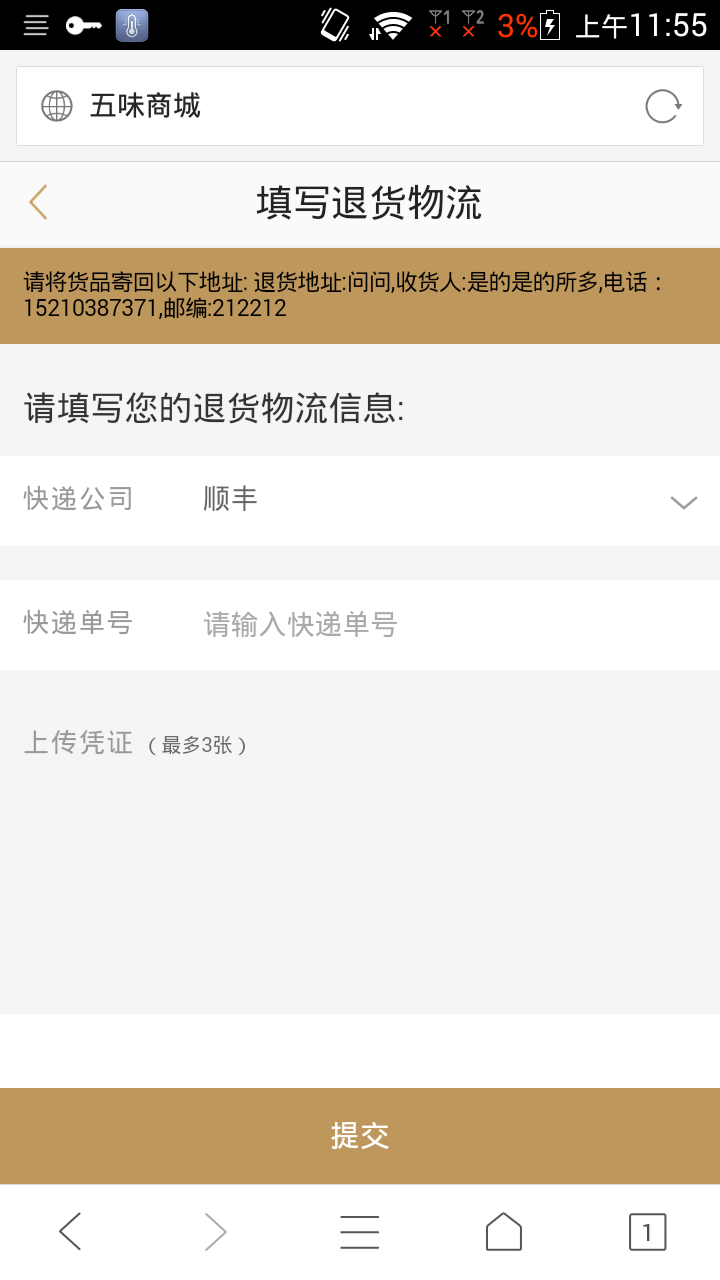 1 2 3% 上午11:55
五味商城
填写退货物流
请将货品寄回以下地址: 退货地址:问问,收货人:是的是的所多,电话：
15210387371,邮编:212212
请填写您的退货物流信息:
快递公司 顺丰
快递单号 请输入快递单号
上传凭证（最多3张）
提交
1